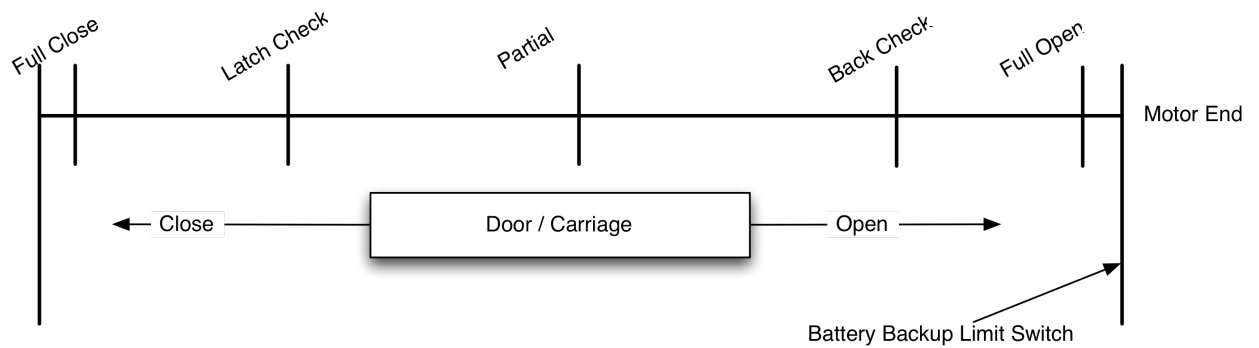 Full Close
Latch Check
Partial
Back Check
Full Open
Motor End
Close
Door / Carriage
Open
Battery Backup Limit Switch